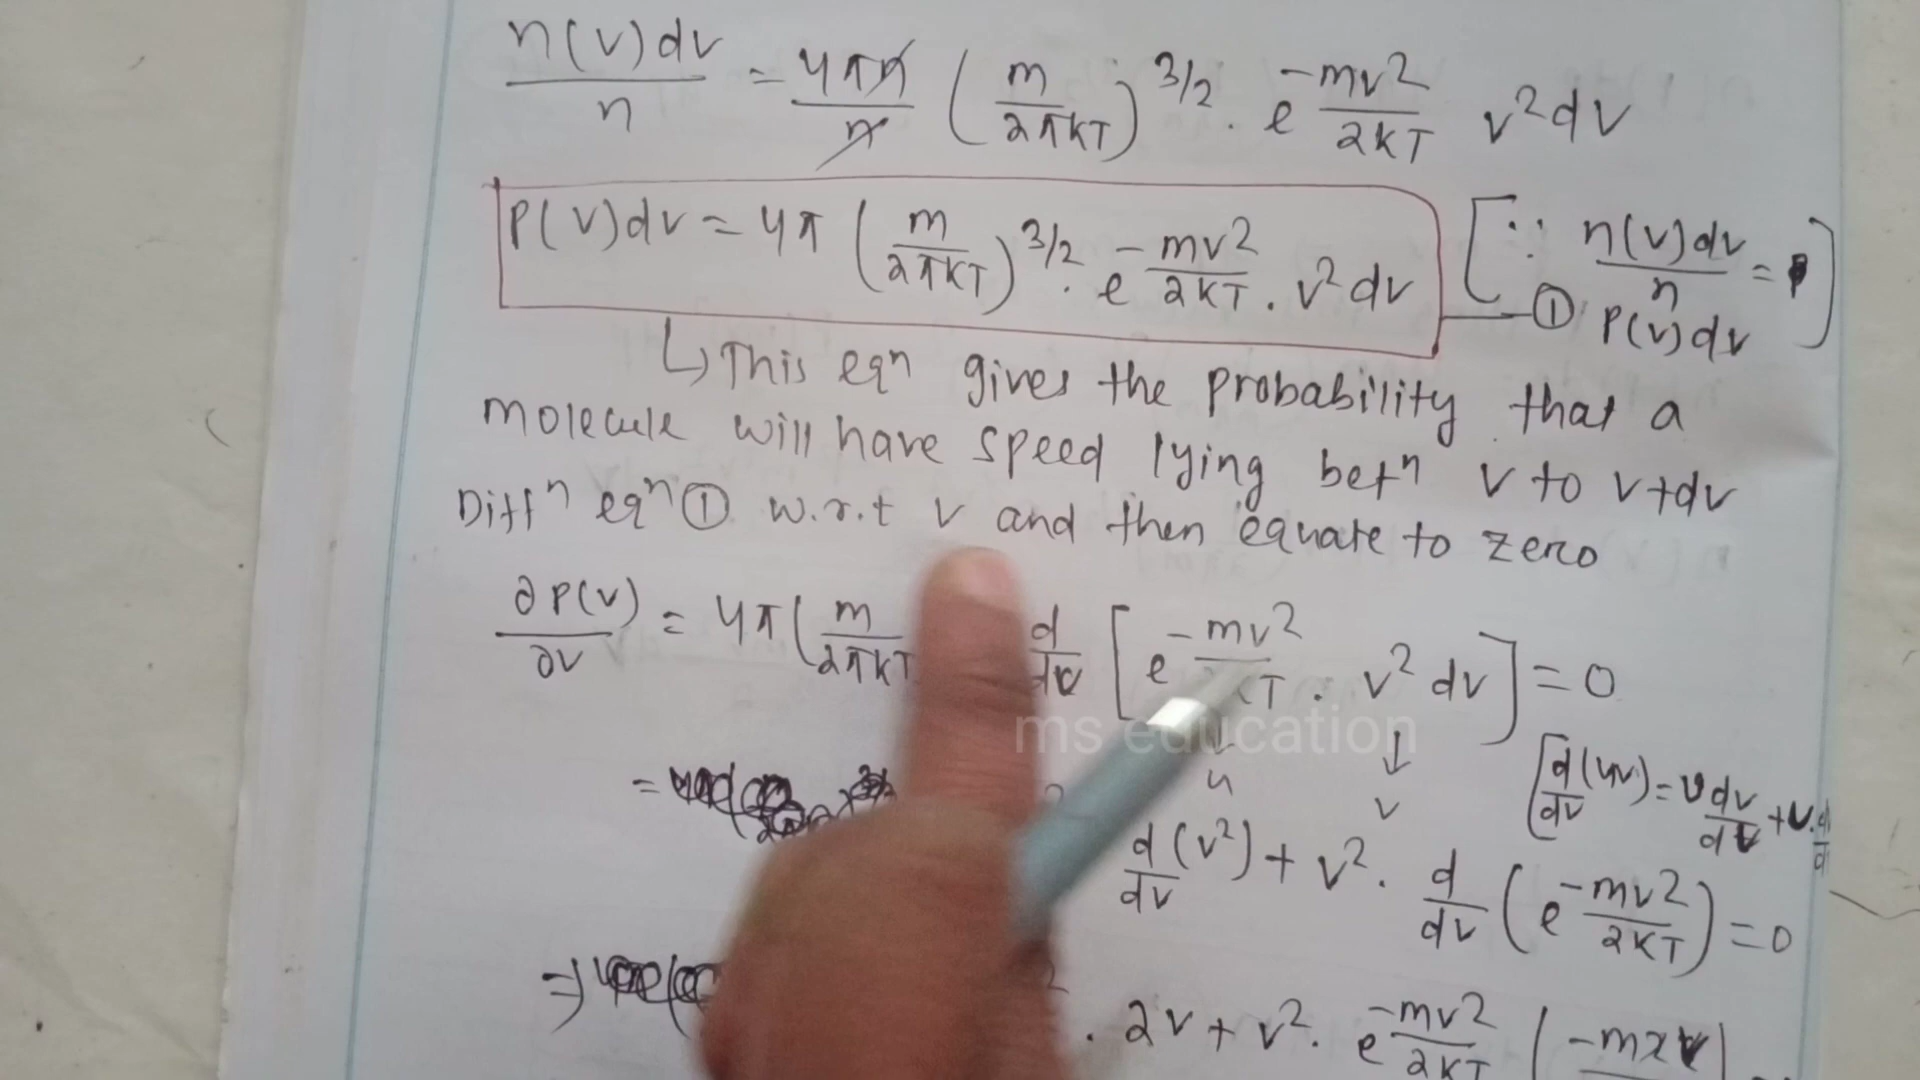 n(v)dv/n = 4πn/n (m/2πKT)^3/2 . e^-mv²/2KT v²dv
P(v)dv = 4π (m/2πKT)^3/2 . e^-mv²/2KT . v²dv — ① [∵ n(v)dv/n = P(v)dv]
↳ This eqn gives the probability that a
molecule will have speed lying betn v to v+dv
Diffn eqn ① w.r.t v and then equate to zero
∂P(v)/∂v = 4π(m/2πKT d/dv [e^-mv²/2KT . v² dv] = 0
ms education
↓ ↓
u v
[d/dv (uv) = u dv/dv + v.
d/dv (v²) + v² . d/dv (e^-mv²/2KT) = 0
=
⇒
. 2v + v² . e^-mv²/2KT (-m2v